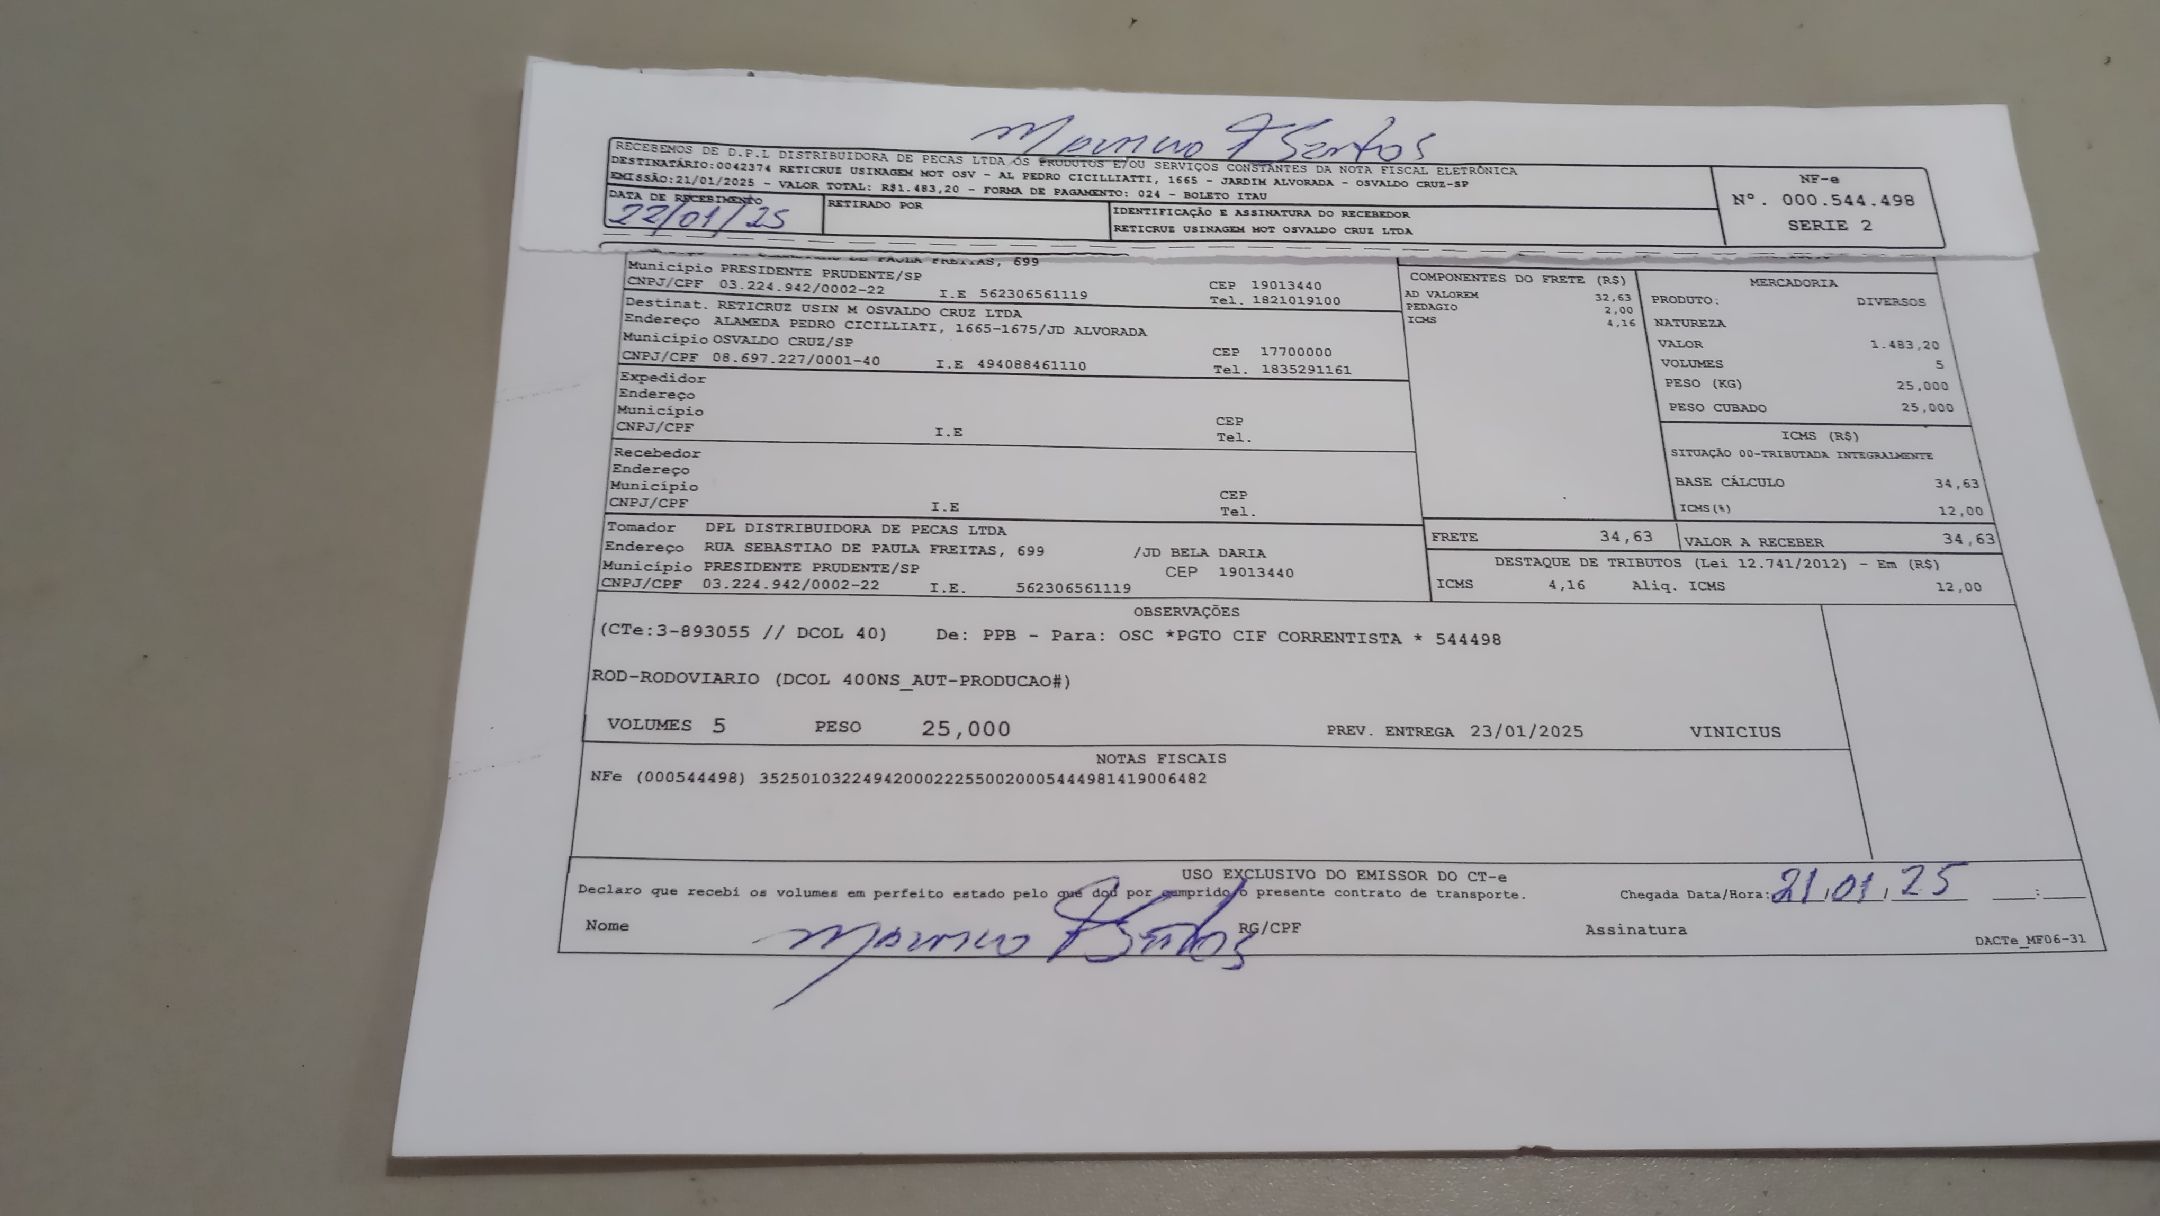 RECEBEMOS DE D.P.L DISTRIBUIDORA DE PECAS LTDA OS PRODUTOS E/OU SERVIÇOS CONSTANTES DA NOTA FISCAL ELETRÔNICA
DESTINATÁRIO:0042374 RETICRUZ USINAGEM MOT OSV - AL PEDRO CICILLIATTI, 1665 - JARDIM ALVORADA - OSVALDO CRUZ-SP
EMISSÃO:21/01/2025 - VALOR TOTAL: R$1.483,20 - FORMA DE PAGAMENTO: 024 - BOLETO ITAU
DATA DE RECEBIMENTO
22/01/25
RETIRADO POR
IDENTIFICAÇÃO E ASSINATURA DO RECEBEDOR
RETICRUZ USINAGEM MOT OSVALDO CRUZ LTDA
NF-e
Nº. 000.544.498
SERIE 2
DE PAULA FREITAS, 699
Municipio PRESIDENTE PRUDENTE/SP CEP 19013440
CNPJ/CPF 03.224.942/0002-22 I.E 562306561119 Tel. 1821019100
Destinat. RETICRUZ USIN M OSVALDO CRUZ LTDA
Endereço ALAMEDA PEDRO CICILLIATI, 1665-1675/JD ALVORADA
Municipio OSVALDO CRUZ/SP CEP 17700000
CNPJ/CPF 08.697.227/0001-40 I.E 494088461110 Tel. 1835291161
Expedidor
Endereço
Município CEP
CNPJ/CPF I.E Tel.
Recebedor
Endereço
Município CEP
CNPJ/CPF I.E Tel.
Tomador DPL DISTRIBUIDORA DE PECAS LTDA
Endereço RUA SEBASTIAO DE PAULA FREITAS, 699 /JD BELA DARIA
Município PRESIDENTE PRUDENTE/SP CEP 19013440
CNPJ/CPF 03.224.942/0002-22 I.E. 562306561119
COMPONENTES DO FRETE (R$)
AD VALOREM 32,63
PEDAGIO 2,00
ICMS 4,16
MERCADORIA
PRODUTO: DIVERSOS
NATUREZA
VALOR 1.483,20
VOLUMES 5
PESO (KG) 25,000
PESO CUBADO 25,000
ICMS (R$)
SITUAÇÃO 00-TRIBUTADA INTEGRALMENTE
BASE CÁLCULO 34,63
ICMS(%) 12,00
FRETE 34,63 VALOR A RECEBER 34,63
DESTAQUE DE TRIBUTOS (Lei 12.741/2012) - Em (R$)
ICMS 4,16 Aliq. ICMS 12,00
OBSERVAÇÕES
(CTe:3-893055 // DCOL 40) De: PPB - Para: OSC *PGTO CIF CORRENTISTA * 544498
ROD-RODOVIARIO (DCOL 400NS_AUT-PRODUCAO#)
VOLUMES 5 PESO 25,000 PREV. ENTREGA 23/01/2025 VINICIUS
NOTAS FISCAIS
NFe (000544498) 35250103224942000222550020005444981419006482
USO EXCLUSIVO DO EMISSOR DO CT-e
Declaro que recebi os volumes em perfeito estado pelo que dou por cumprido o presente contrato de transporte. Chegada Data/Hora: 21/01/25 __:__
Nome RG/CPF Assinatura
DACTe_MF06-31